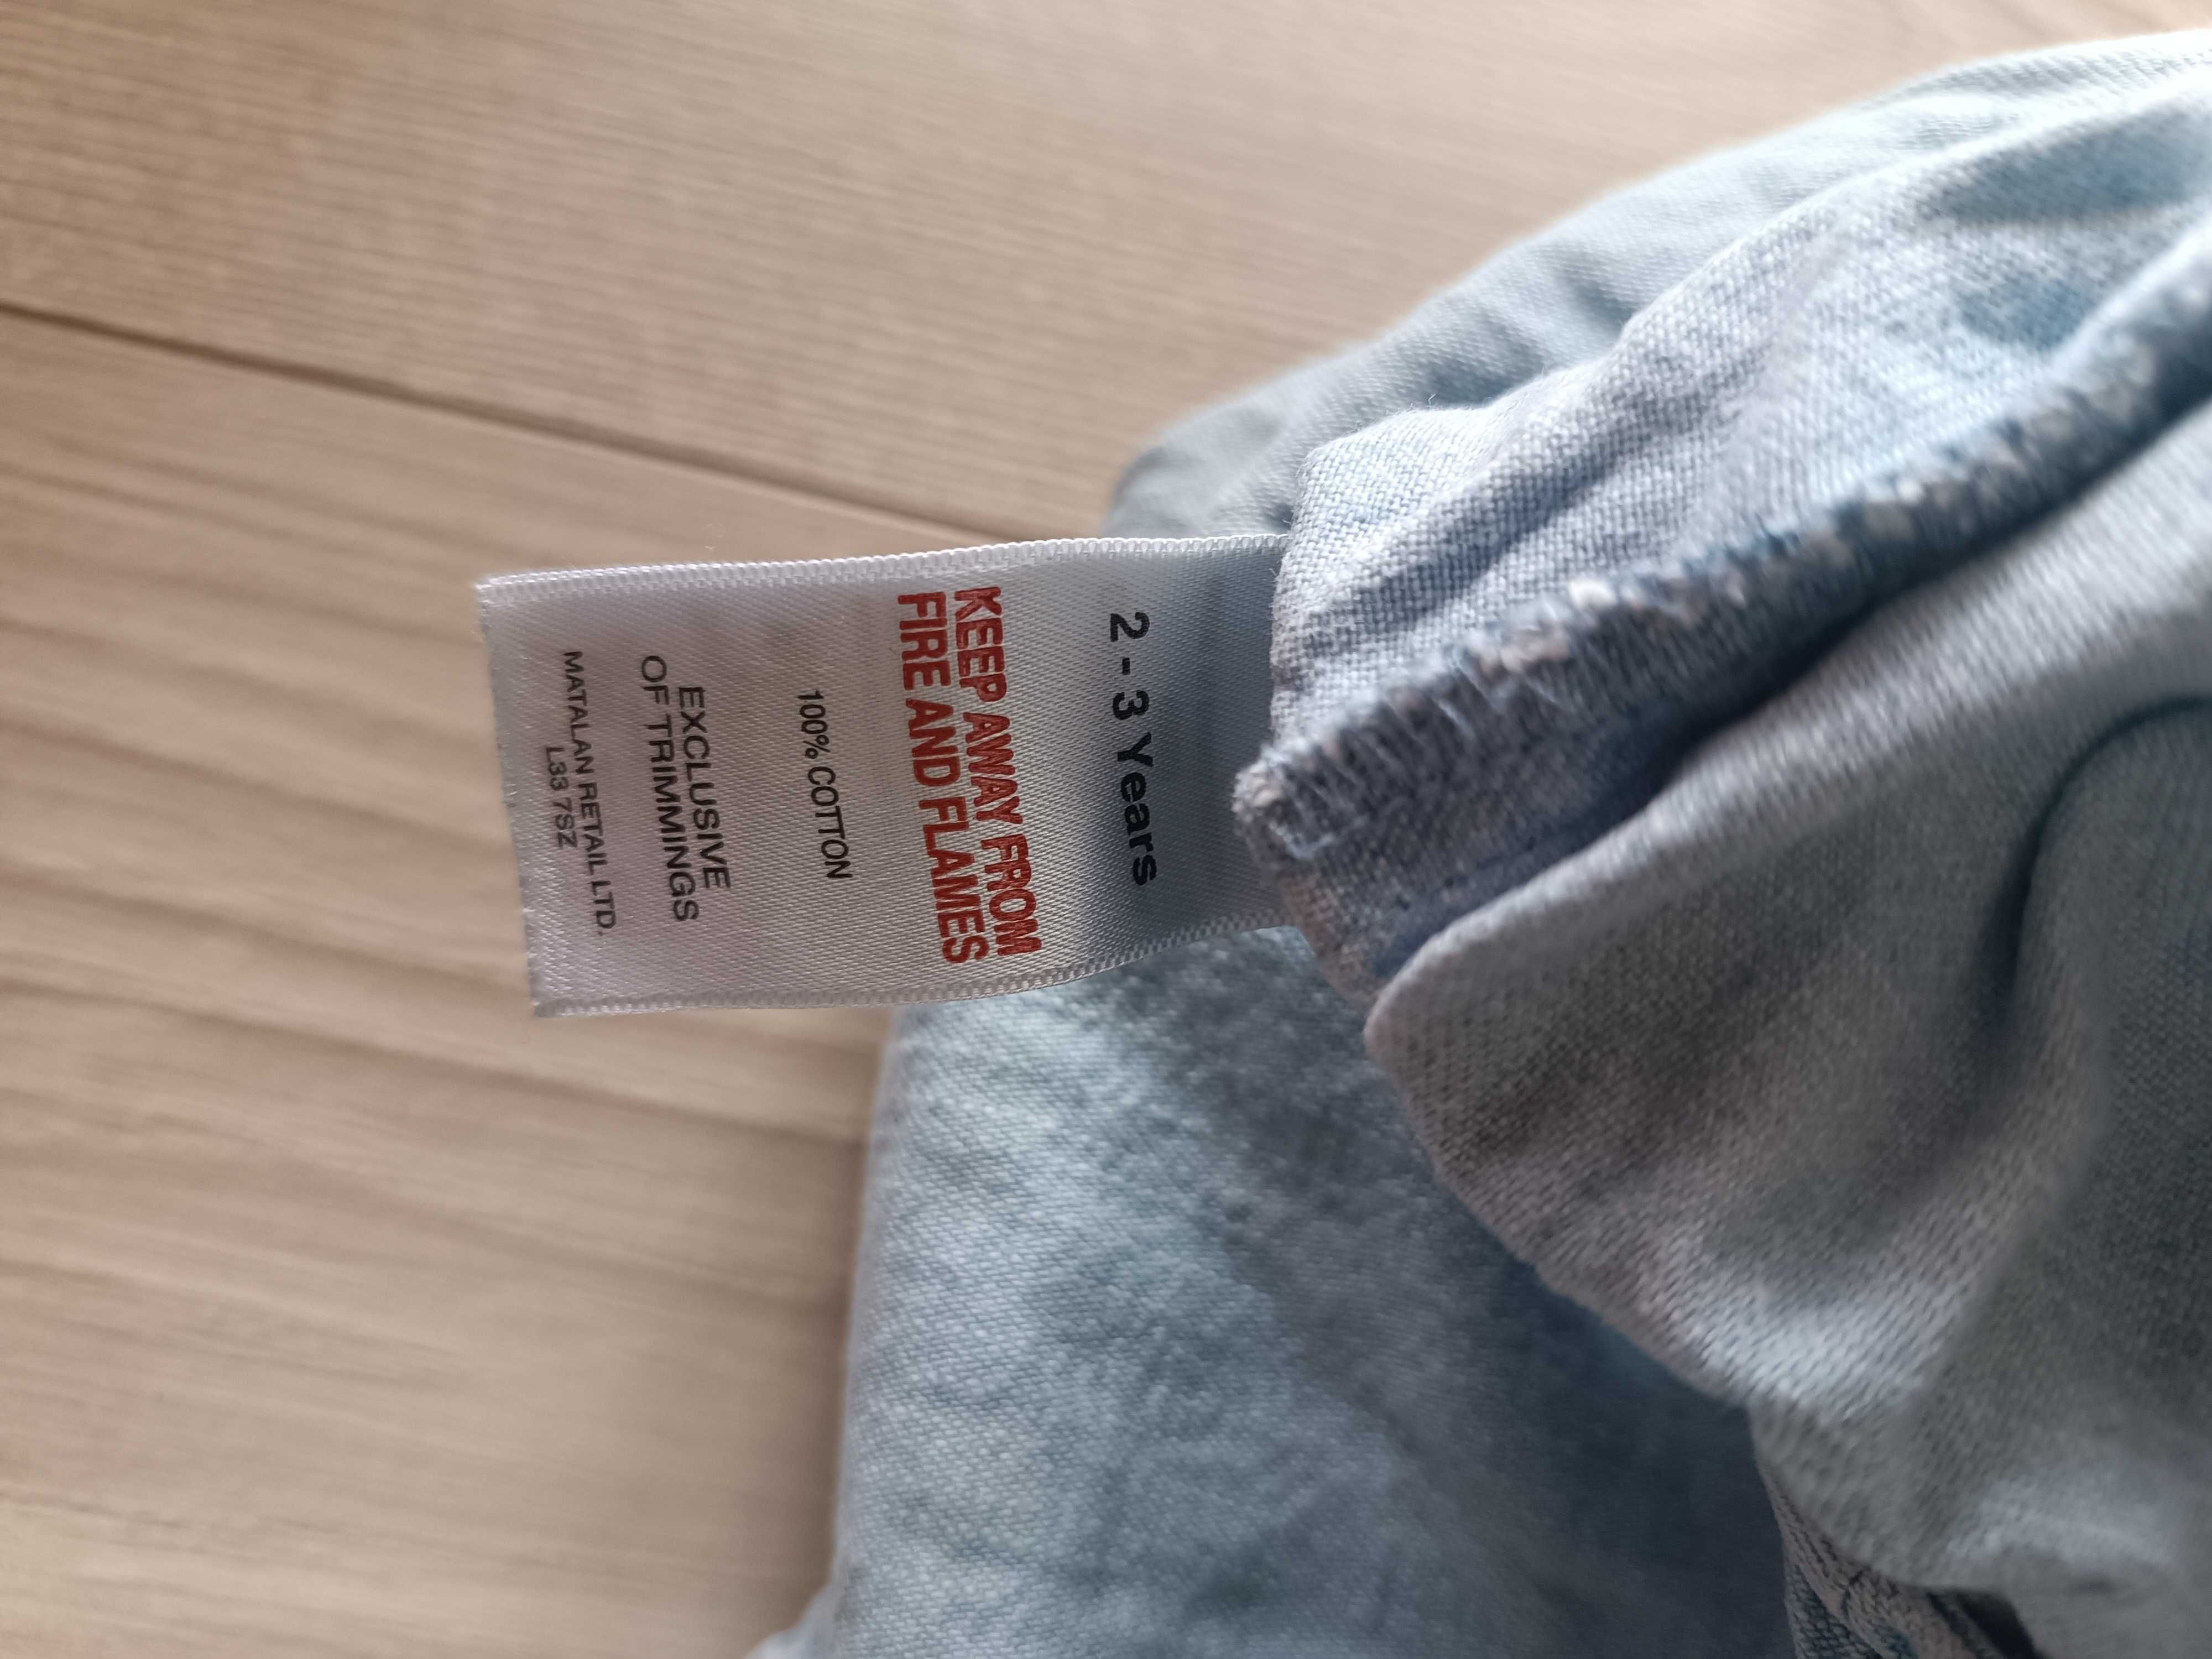 2 - 3 Years
KEEP AWAY FROM
FIRE AND FLAMES
100% COTTON
EXCLUSIVE
OF TRIMMINGS
MATALAN RETAIL LTD.
L33 7SZ